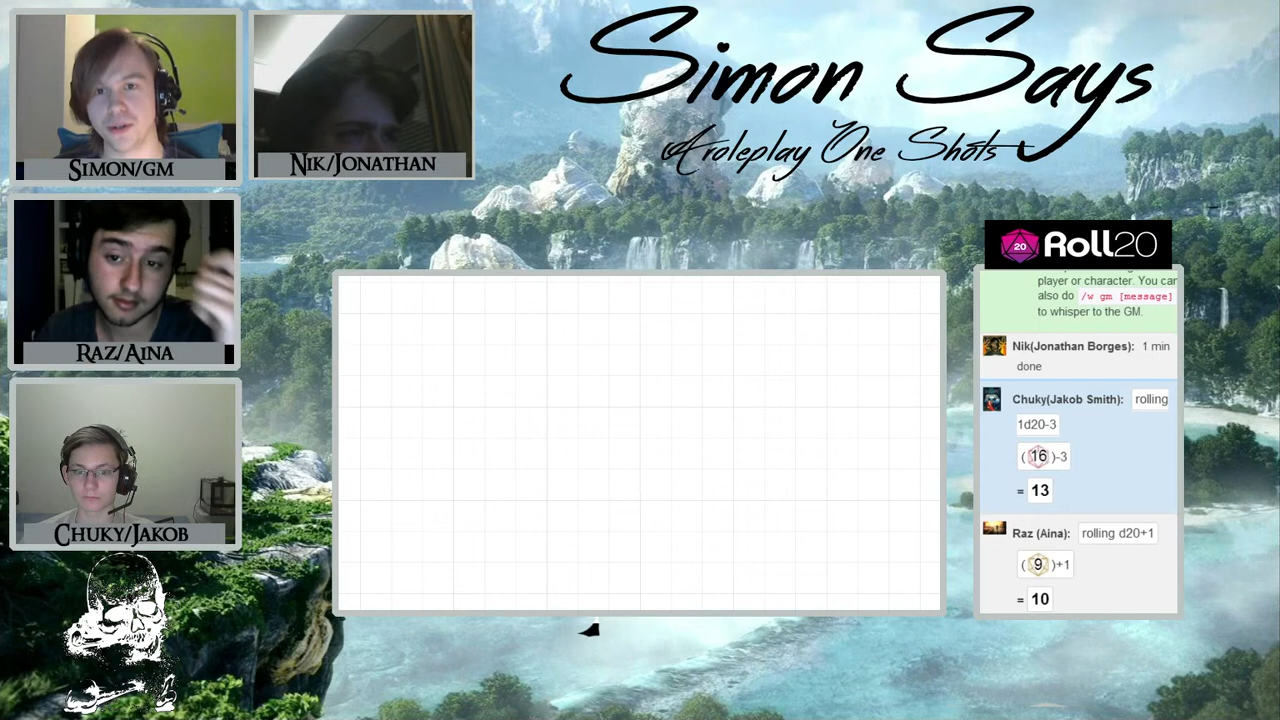 Simon Says
A roleplay One Shots
Simon/GM
Nik/Jonathan
Raz/Aina
Chuky/Jakob
20 Roll20
player or character. You can
also do /w gm [message]
to whisper to the GM.
Nik(Jonathan Borges): 1 min
done
Chuky(Jakob Smith): rolling
1d20-3
(16)-3
= 13
Raz (Aina): rolling d20+1
(9)+1
= 10